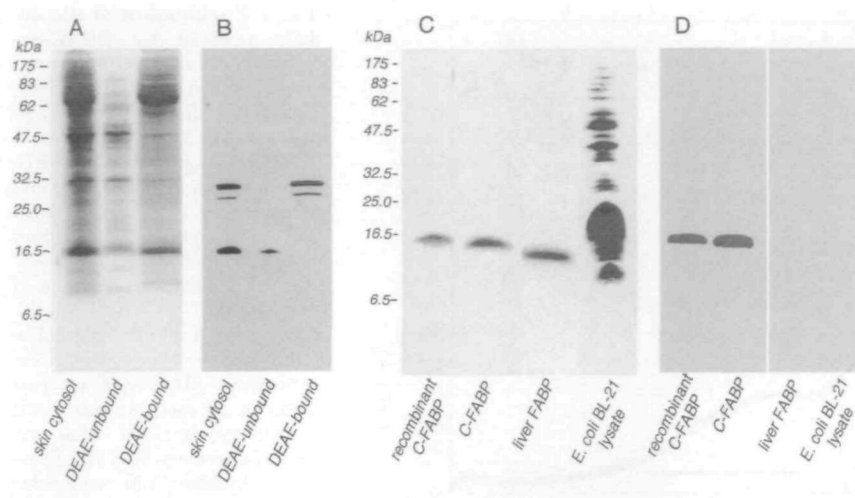 A
B
C
D
kDa
175 -
83 -
62 -
47.5-
32.5-
25.0-
16.5-
6.5-
kDa
175 -
83 -
62 -
47.5-
32.5-
25.0-
16.5-
6.5-
skin cytosol
DEAE-unbound
DEAE-bound
skin cytosol
DEAE-unbound
DEAE-bound
recombinant
C-FABP
C-FABP
liver FABP
E. coli BL-21
lysate
recombinant
C-FABP
C-FABP
liver FABP
E. coli BL-21
lysate